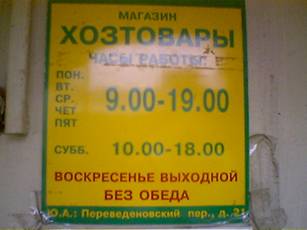 МАГАЗИН
ХОЗТОВАРЫ
ЧАСЫ РАБОТЫ:
ПОН.
ВТ.
СР. 9.00-19.00
ЧЕТ
ПЯТ
СУББ. 10.00-18.00
ВОСКРЕСЕНЬЕ ВЫХОДНОЙ
БЕЗ ОБЕДА
Ю.А.: Переведеновский пер., д. 21